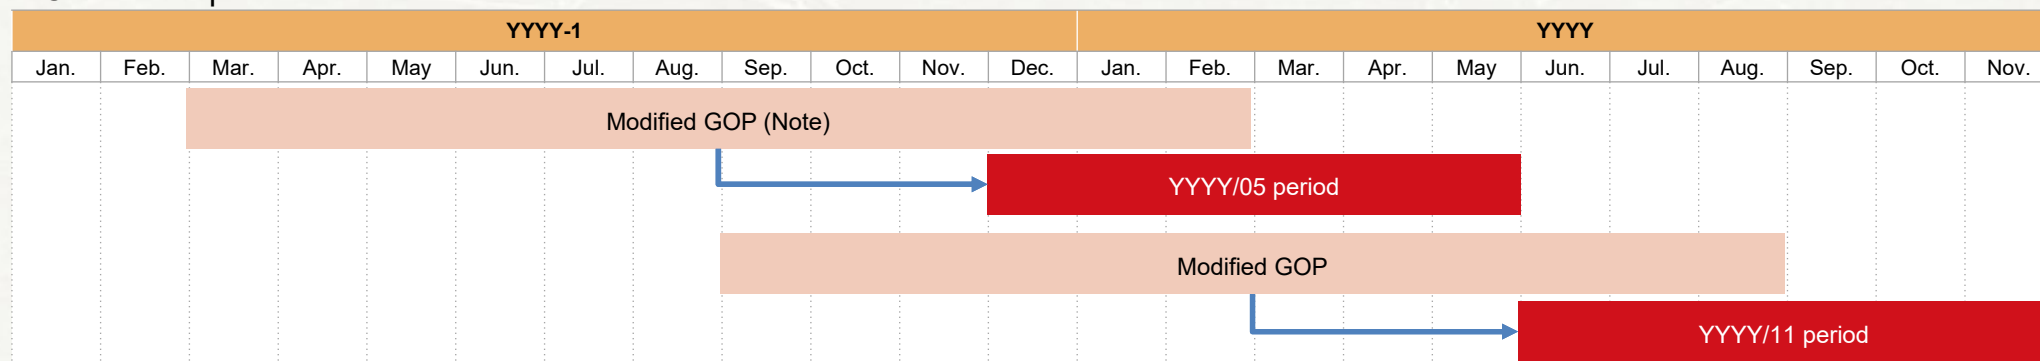 YYYY-1 YYYY
Jan. Feb. Mar. Apr. May Jun. Jul. Aug. Sep. Oct. Nov. Dec. Jan. Feb. Mar. Apr. May Jun. Jul. Aug. Sep. Oct. Nov.
Modified GOP (Note)
YYYY/05 period
Modified GOP
YYYY/11 period